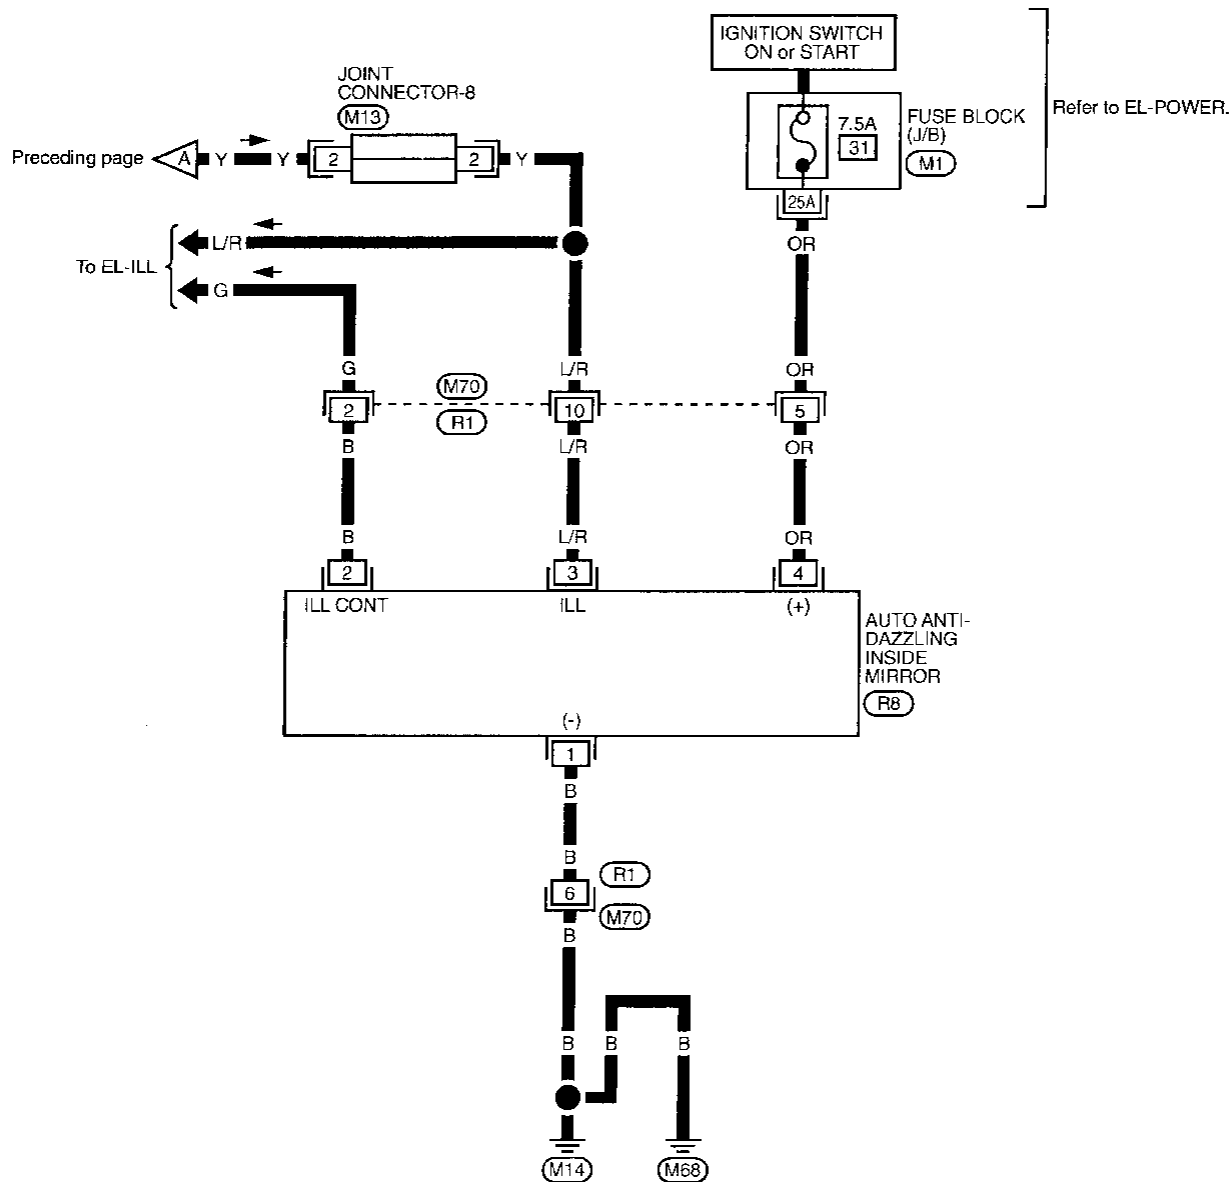 IGNITION SWITCH
ON or START
JOINT
CONNECTOR-8
M13
7.5A
31
FUSE BLOCK
(J/B)
M1
Refer to EL-POWER.
Preceding page
A
Y
Y
2
2
Y
25A
L/R
OR
To EL-ILL
G
G
L/R
OR
M70
2
10
5
R1
B
L/R
OR
B
L/R
OR
2
3
4
ILL CONT
ILL
(+)
AUTO ANTI-
DAZZLING
INSIDE
MIRROR
R8
(-)
1
B
B
R1
6
M70
B
B
B
B
M14
M68